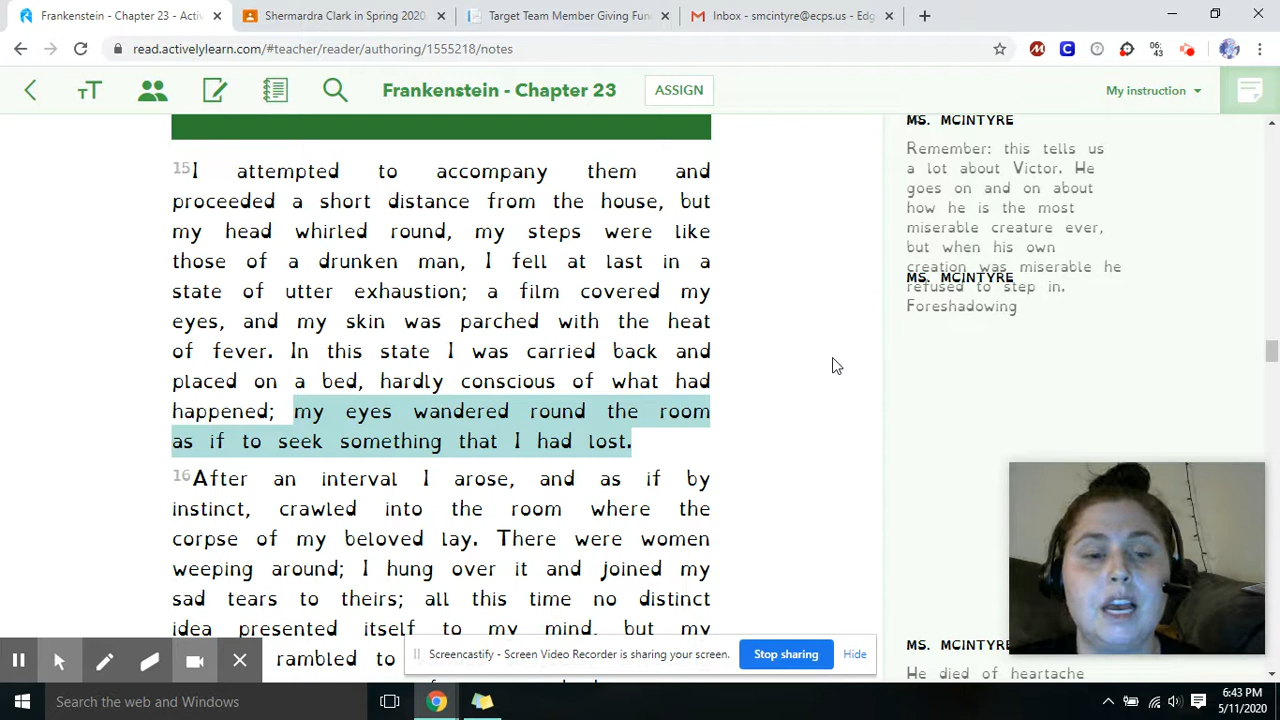 Frankenstein - Chapter 23 - Activ
Shermardra Clark in Spring 2020
Target Team Member Giving Fun
Inbox - smcintyre@ecps.us - Edg
read.activelylearn.com/#teacher/reader/authoring/1555218/notes
06:
43
TT
Frankenstein - Chapter 23
ASSIGN
My instruction
15I attempted to accompany them and
proceeded a short distance from the house, but
my head whirled round, my steps were like
those of a drunken man, I fell at last in a
state of utter exhaustion; a film covered my
eyes, and my skin was parched with the heat
of fever. In this state I was carried back and
placed on a bed, hardly conscious of what had
happened; my eyes wandered round the room
as if to seek something that I had lost.
16After an interval I arose, and as if by
instinct, crawled into the room where the
corpse of my beloved lay. There were women
weeping around; I hung over it and joined my
sad tears to theirs; all this time no distinct
idea presented itself to my mind, but my
rambled to
MS. MCINTYRE
Remember: this tells us
a lot about Victor. He
goes on and on about
how he is the most
miserable creature ever,
but when his own
creation was miserable he
refused to step in.
MS. MCINTYRE
Foreshadowing
MS. MCINTYRE
He died of heartache
Screencastify - Screen Video Recorder is sharing your screen.
Stop sharing
Hide
Search the web and Windows
6:43 PM
5/11/2020